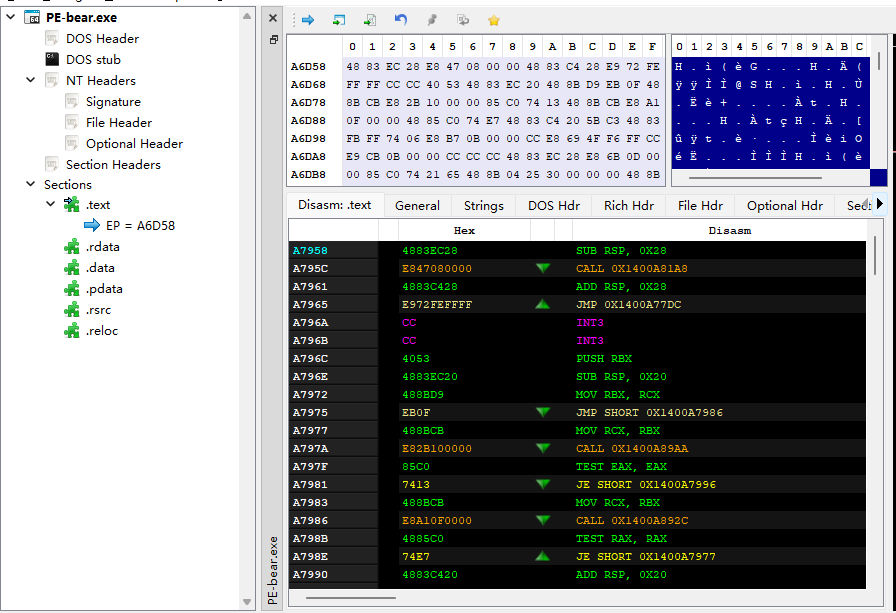 PE-bear.exe
DOS Header
DOS stub
NT Headers
Signature
File Header
Optional Header
Section Headers
Sections
.text
EP = A6D58
.rdata
.data
.pdata
.rsrc
.reloc
PE-bear.exe
0 1 2 3 4 5 6 7 8 9 A B C D E F
A6D58 48 83 EC 28 E8 47 08 00 00 48 83 C4 28 E9 72 FE
A6D68 FF FF CC CC 40 53 48 83 EC 20 48 8B D9 EB 0F 48
A6D78 8B CB E8 2B 10 00 00 85 C0 74 13 48 8B CB E8 A1
A6D88 0F 00 00 48 85 C0 74 E7 48 83 C4 20 5B C3 48 83
A6D98 FB FF 74 06 E8 B7 0B 00 00 CC E8 69 4F F6 FF CC
A6DA8 E9 CB 0B 00 00 CC CC CC 48 83 EC 28 E8 6B 0D 00
A6DB8 00 85 C0 74 21 65 48 8B 04 25 30 00 00 00 48 8B
0 1 2 3 4 5 6 7 8 9 A B C
H . ì ( è G . . . H . Ä (
ÿ ÿ Ì Ì @ S H . ì . H . Ù
. Ë è + . . . . À t . H .
. . . H . À t ç H . Ä . [
û ÿ t . è · . . . Ì è i O
é Ë . . . Ì Ì Ì H . ì ( è
Disasm: .text
General
Strings
DOS Hdr
Rich Hdr
File Hdr
Optional Hdr
Sect
Hex Disasm
A7958 4883EC28 SUB RSP, 0X28
A795C E847080000 CALL 0X1400A81A8
A7961 4883C428 ADD RSP, 0X28
A7965 E972FEFFFF JMP 0X1400A77DC
A796A CC INT3
A796B CC INT3
A796C 4053 PUSH RBX
A796E 4883EC20 SUB RSP, 0X20
A7972 488BD9 MOV RBX, RCX
A7975 EB0F JMP SHORT 0X1400A7986
A7977 488BCB MOV RCX, RBX
A797A E82B100000 CALL 0X1400A89AA
A797F 85C0 TEST EAX, EAX
A7981 7413 JE SHORT 0X1400A7996
A7983 488BCB MOV RCX, RBX
A7986 E8A10F0000 CALL 0X1400A892C
A798B 4885C0 TEST RAX, RAX
A798E 74E7 JE SHORT 0X1400A7977
A7990 4883C420 ADD RSP, 0X20